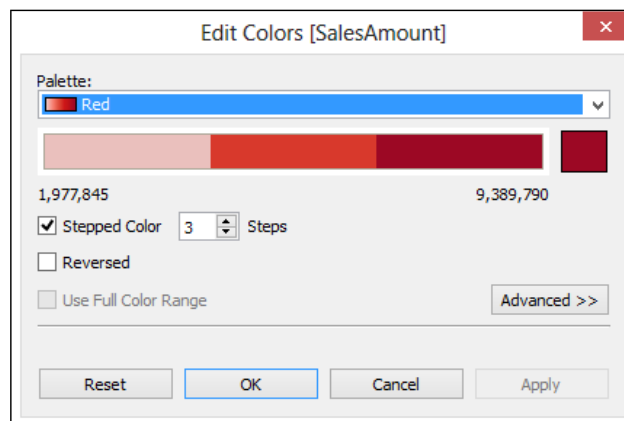 Edit Colors [SalesAmount]
Palette:
Red
1,977,845 9,389,790
Stepped Color 3 Steps
Reversed
Use Full Color Range Advanced >>
Reset OK Cancel Apply